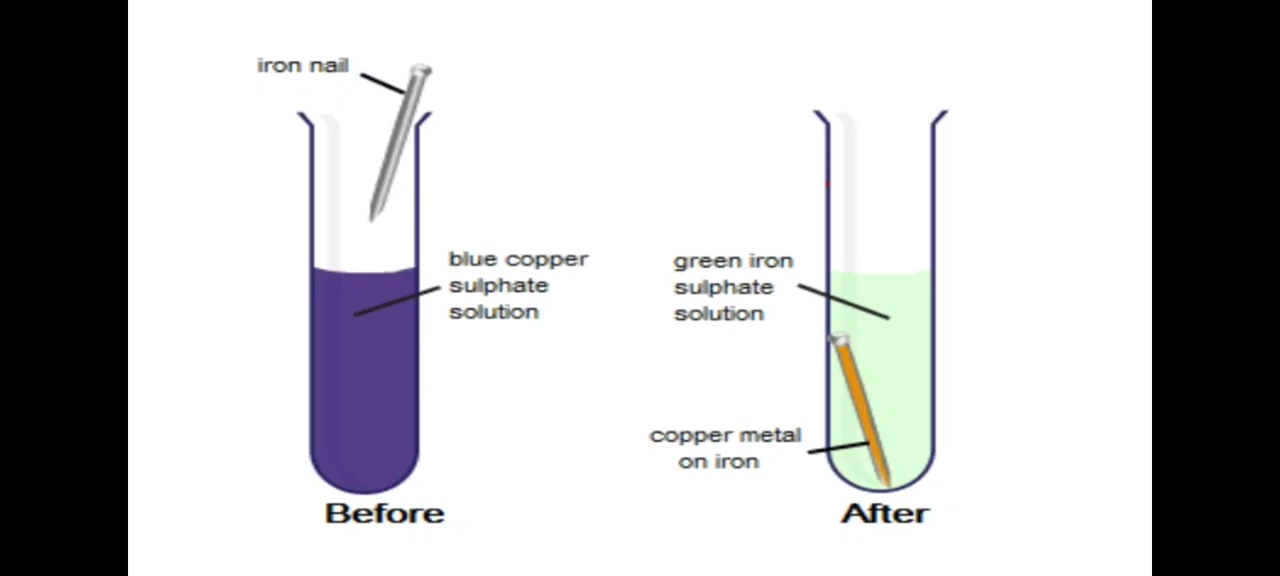 iron nail
blue copper
sulphate
solution
Before
green iron
sulphate
solution
copper metal
on iron
After